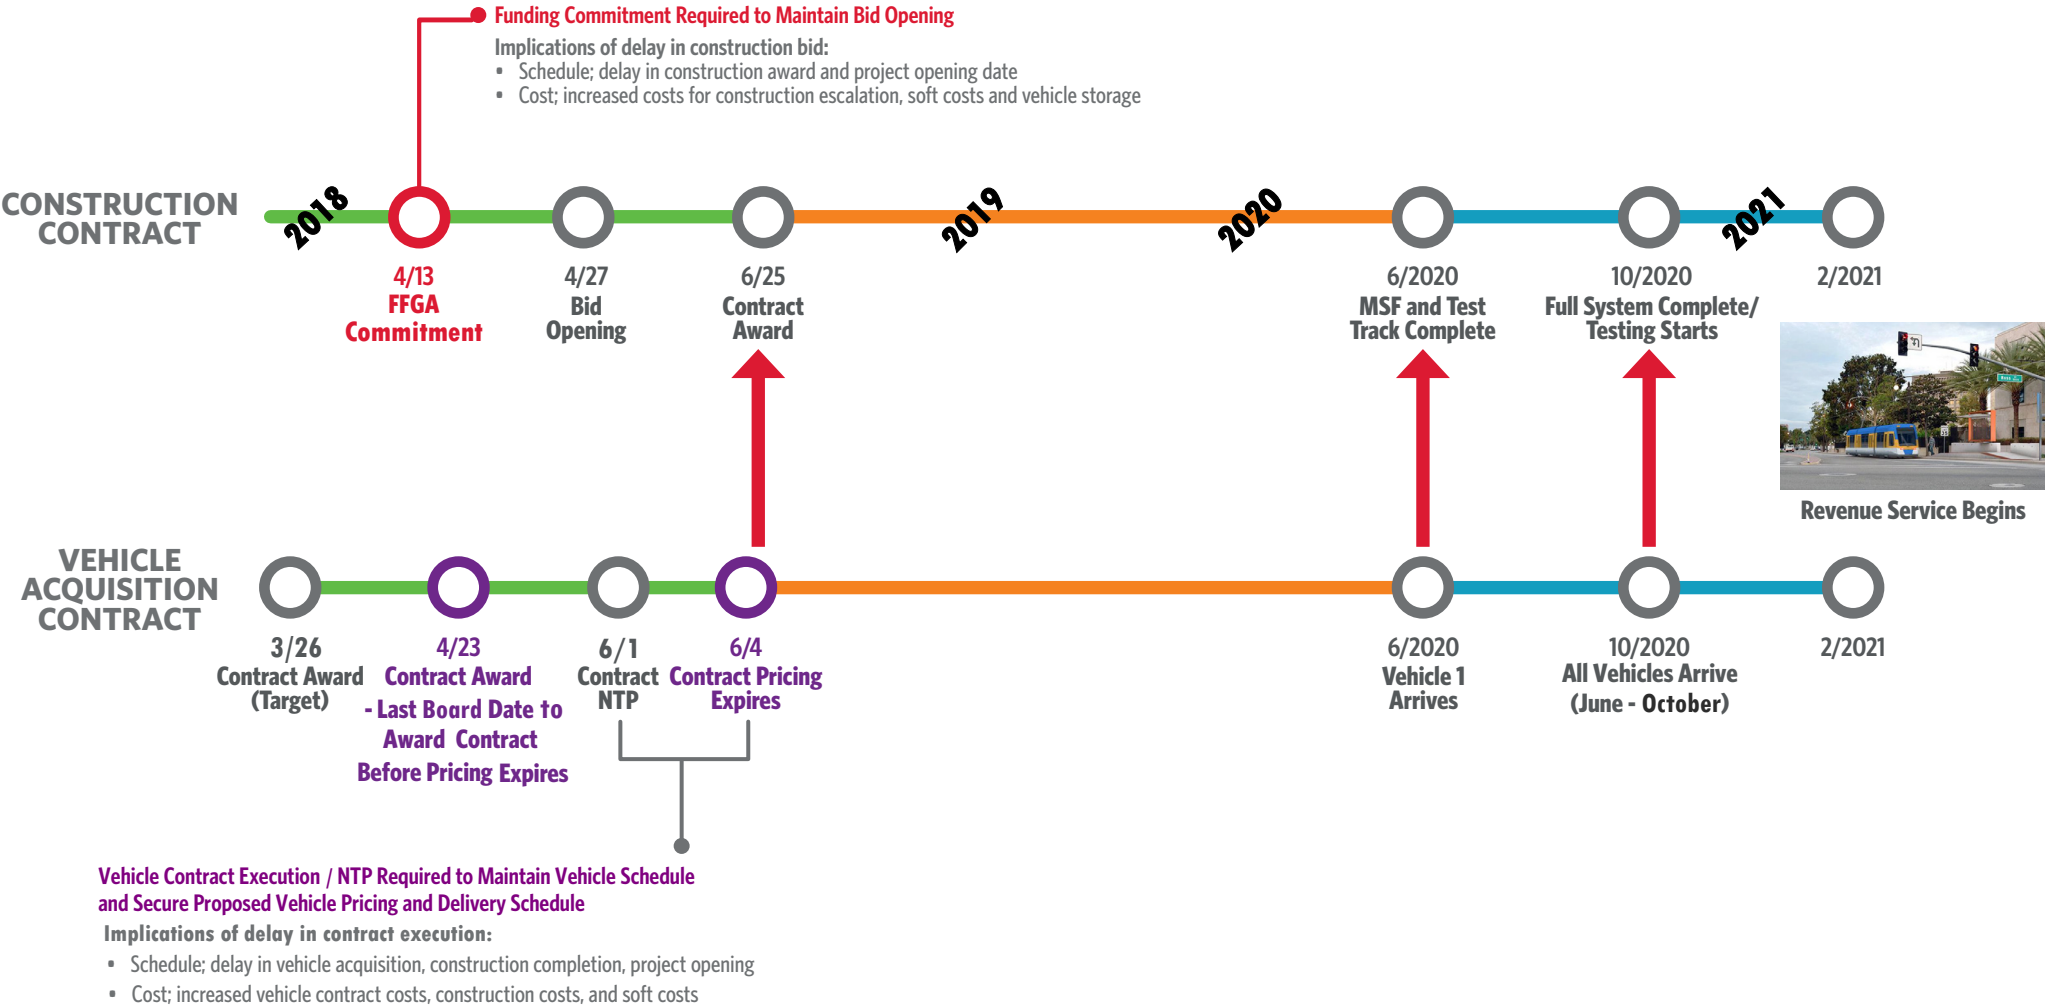 Funding Commitment Required to Maintain Bid Opening
Implications of delay in construction bid:
• Schedule; delay in construction award and project opening date
• Cost; increased costs for construction escalation, soft costs and vehicle storage
CONSTRUCTION
CONTRACT
2018
2019
2020
2021
4/13
FFGA
Commitment
4/27
Bid
Opening
6/25
Contract
Award
6/2020
MSF and Test
Track Complete
10/2020
Full System Complete/
Testing Starts
2/2021
Revenue Service Begins
VEHICLE
ACQUISITION
CONTRACT
3/26
Contract Award
(Target)
4/23
Contract Award
- Last Board Date to
Award Contract
Before Pricing Expires
6/1
Contract
NTP
6/4
Contract Pricing
Expires
6/2020
Vehicle 1
Arrives
10/2020
All Vehicles Arrive
(June - October)
2/2021
Vehicle Contract Execution / NTP Required to Maintain Vehicle Schedule
and Secure Proposed Vehicle Pricing and Delivery Schedule
Implications of delay in contract execution:
• Schedule; delay in vehicle acquisition, construction completion, project opening
• Cost; increased vehicle contract costs, construction costs, and soft costs